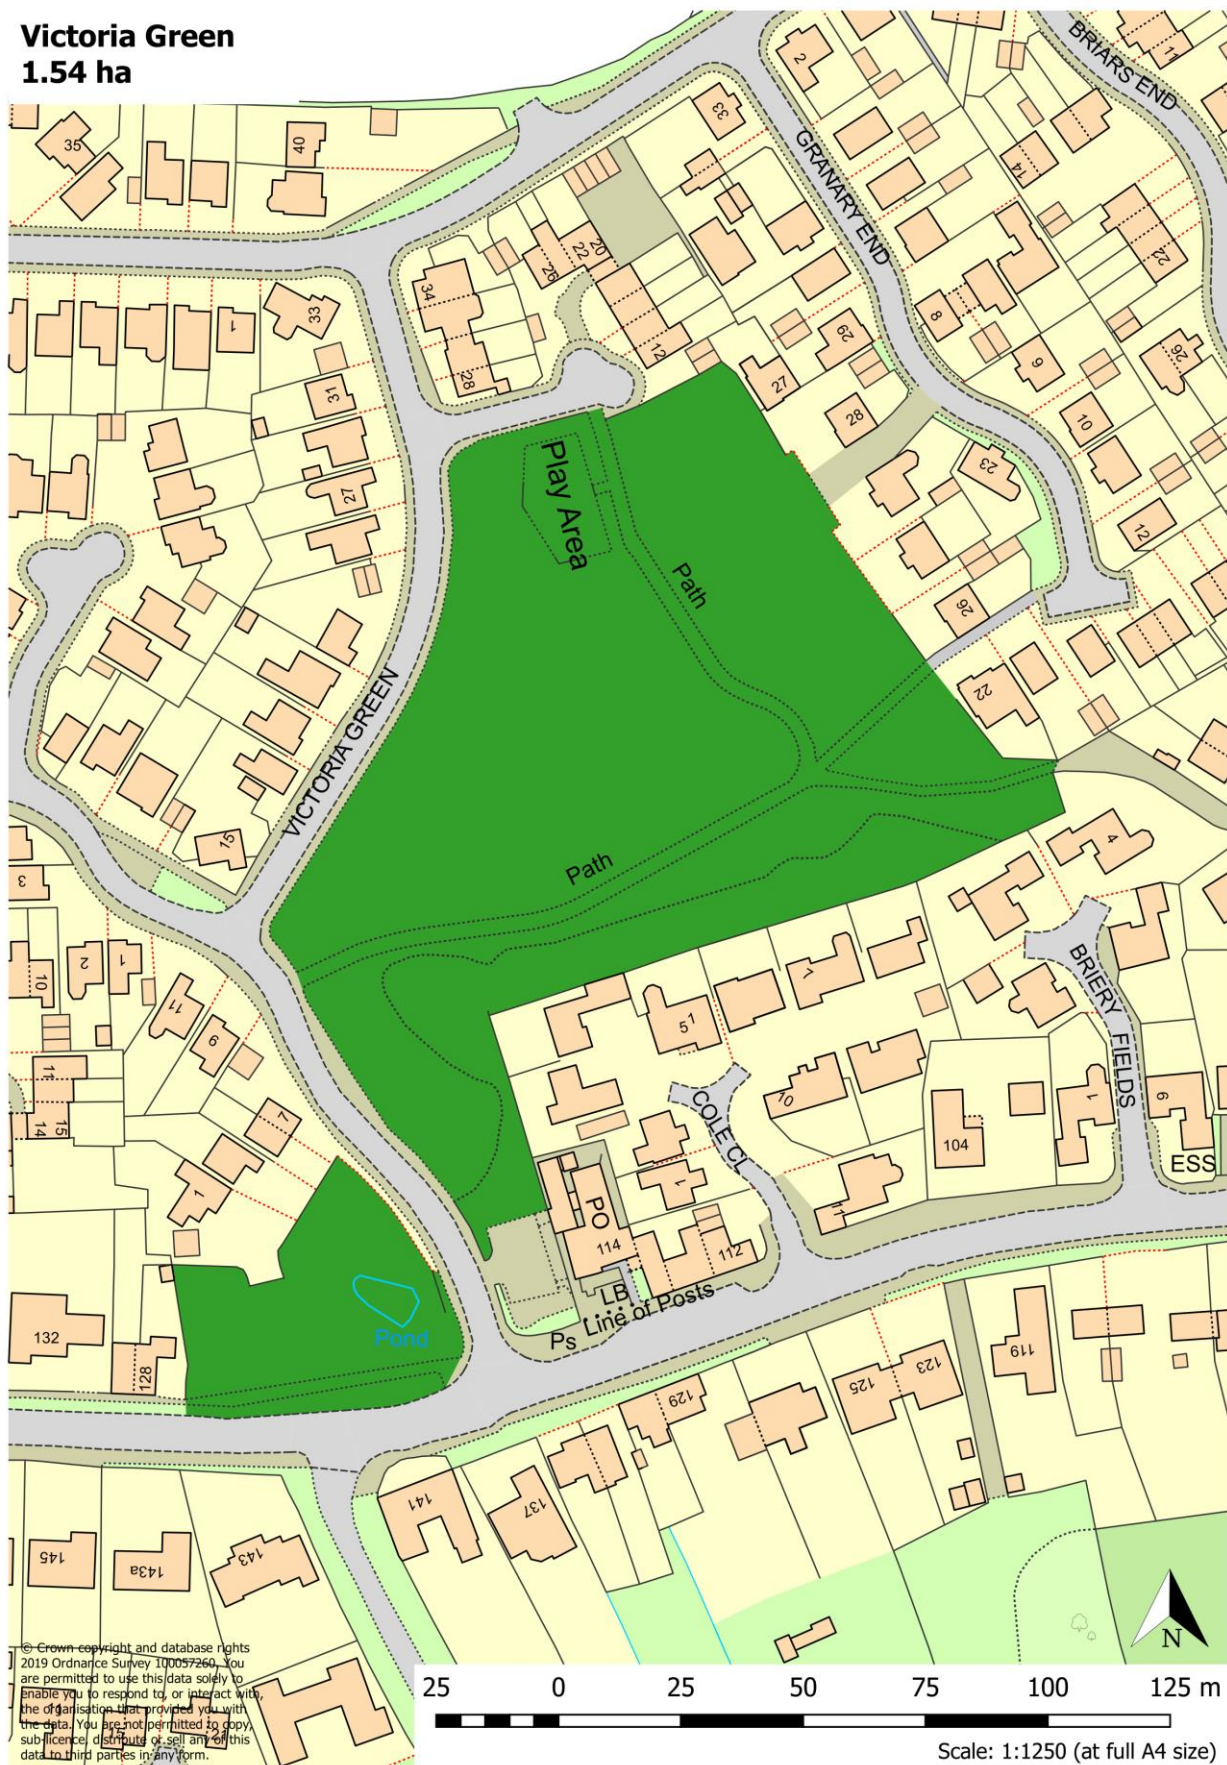 Victoria Green
1.54 ha
BRIARS END
11
2
33
35
40
GRANARY END
14
22
26
22
20
34
33
1
8
12
28
31
29
27
28
6
26
10
23
27
12
Play Area
Path
26
22
VICTORIA GREEN
15
4
3
Path
2
1
10
11
9
BRIERY FIELDS
7
51
11
14
15
7
1
COLE CL
10
1
104
1
9
ESS
PO
114
112
11
LB
Line of Posts
Ps
Pond
132
128
119
123
125
129
137
141
143
143a
145
11
15
21
© Crown copyright and database rights
2019 Ordnance Survey 100057260. You
are permitted to use this data solely to
enable you to respond to, or interact with,
the organisation that provided you with
the data. You are not permitted to copy,
sub-licence, distribute or sell any of this
data to third parties in any form.
N
25 0 25 50 75 100 125 m
Scale: 1:1250 (at full A4 size)